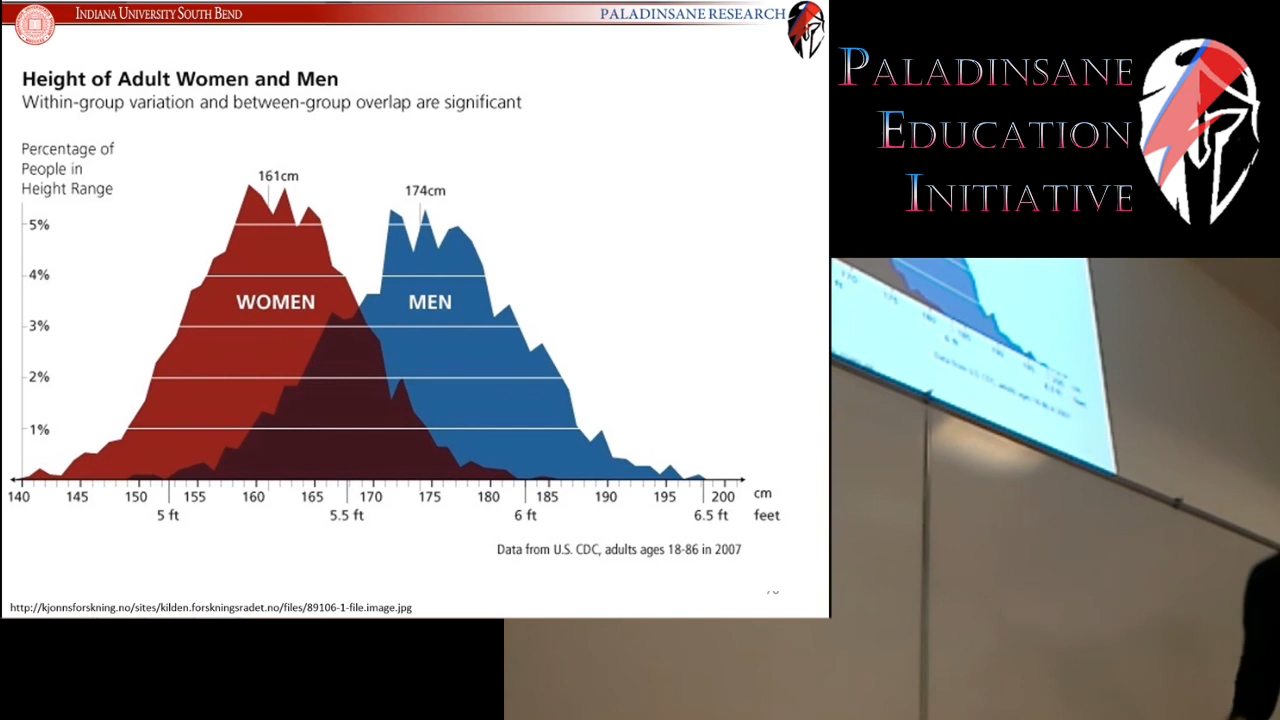 INDIANA UNIVERSITY SOUTH BEND
PALADINSANE RESEARCH
Height of Adult Women and Men
Within-group variation and between-group overlap are significant
Percentage of
People in
Height Range
161cm
174cm
5%
4%
3%
2%
1%
WOMEN
MEN
140 145 150 155 160 165 170 175 180 185 190 195 200 cm
5 ft 5.5 ft 6 ft 6.5 ft feet
Data from U.S. CDC, adults ages 18-86 in 2007
http://kjonnsforskning.no/sites/kilden.forskningsradet.no/files/89106-1-file.image.jpg
PALADINSANE
EDUCATION
INITIATIVE